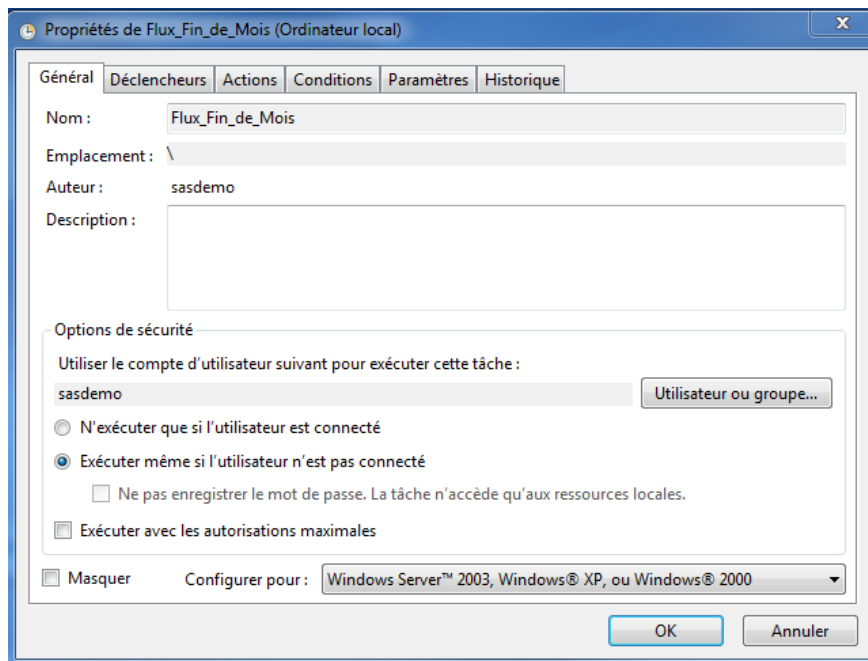 Propriétés de Flux_Fin_de_Mois (Ordinateur local)
Général Déclencheurs Actions Conditions Paramètres Historique
Nom : Flux_Fin_de_Mois
Emplacement : \
Auteur : sasdemo
Description :
Options de sécurité
Utiliser le compte d'utilisateur suivant pour exécuter cette tâche :
sasdemo Utilisateur ou groupe...
N'exécuter que si l'utilisateur est connecté
Exécuter même si l'utilisateur n'est pas connecté
Ne pas enregistrer le mot de passe. La tâche n'accède qu'aux ressources locales.
Exécuter avec les autorisations maximales
Masquer Configurer pour : Windows Server™ 2003, Windows® XP, ou Windows® 2000
OK Annuler